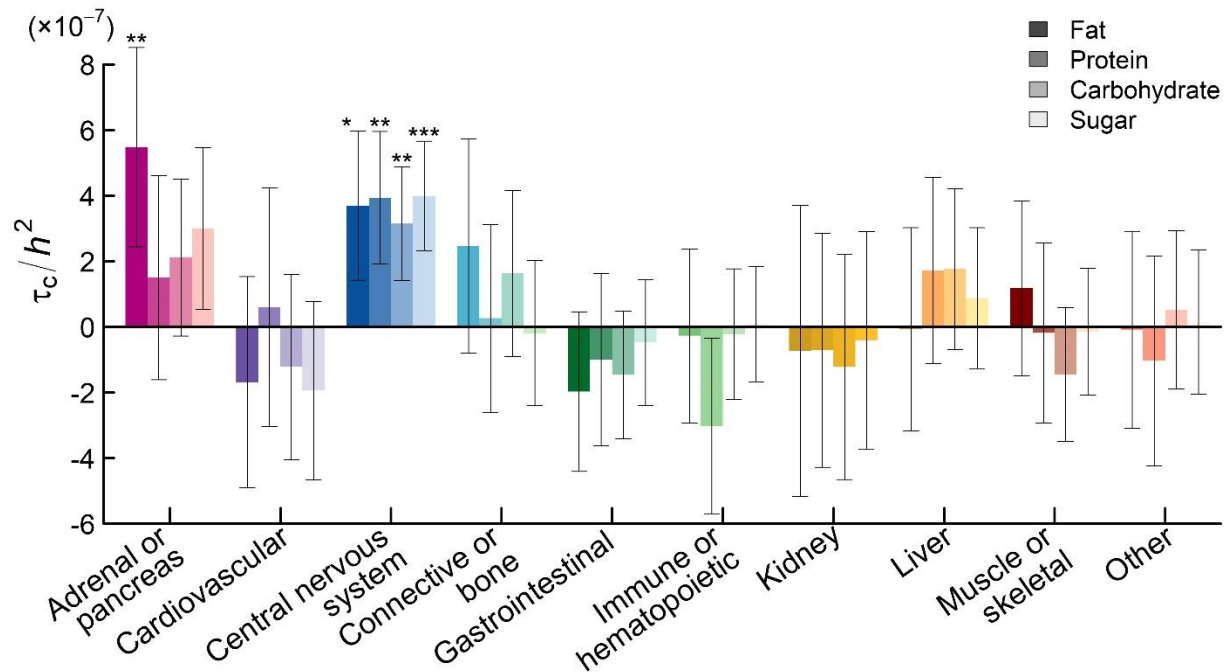 (×10⁻⁷)
τc/h²
8
6
4
2
0
-2
-4
-6
**
*
**
**
***
Fat
Protein
Carbohydrate
Sugar
Adrenal or
pancreas
Cardiovascular
Central nervous
system
Connective or
bone
Gastrointestinal
Immune or
hematopoietic
Kidney
Liver
Muscle or
skeletal
Other